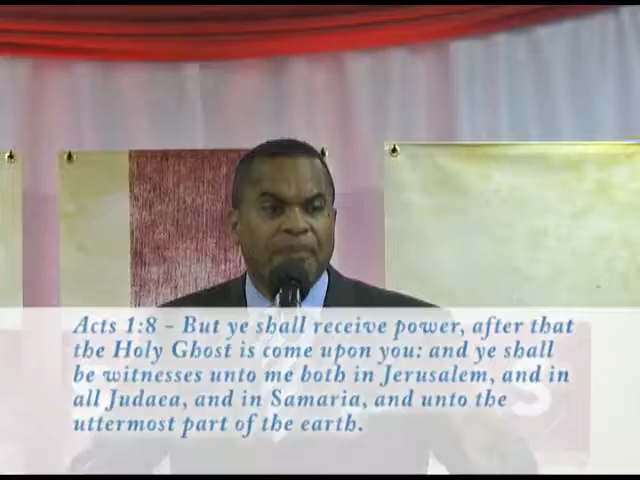 Acts 1:8 - But ye shall receive power, after that
the Holy Ghost is come upon you: and ye shall
be witnesses unto me both in Jerusalem, and in
all Judaea, and in Samaria, and unto the
uttermost part of the earth.